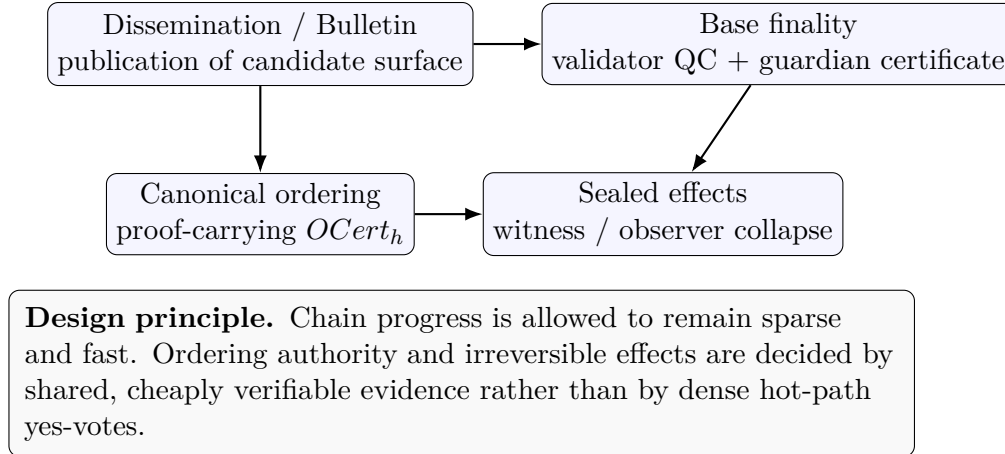 Dissemination / Bulletin
publication of candidate surface
Base finality
validator QC + guardian certificate
Canonical ordering
proof-carrying OCert_h
Sealed effects
witness / observer collapse
Design principle. Chain progress is allowed to remain sparse
and fast. Ordering authority and irreversible effects are decided by
shared, cheaply verifiable evidence rather than by dense hot-path
yes-votes.